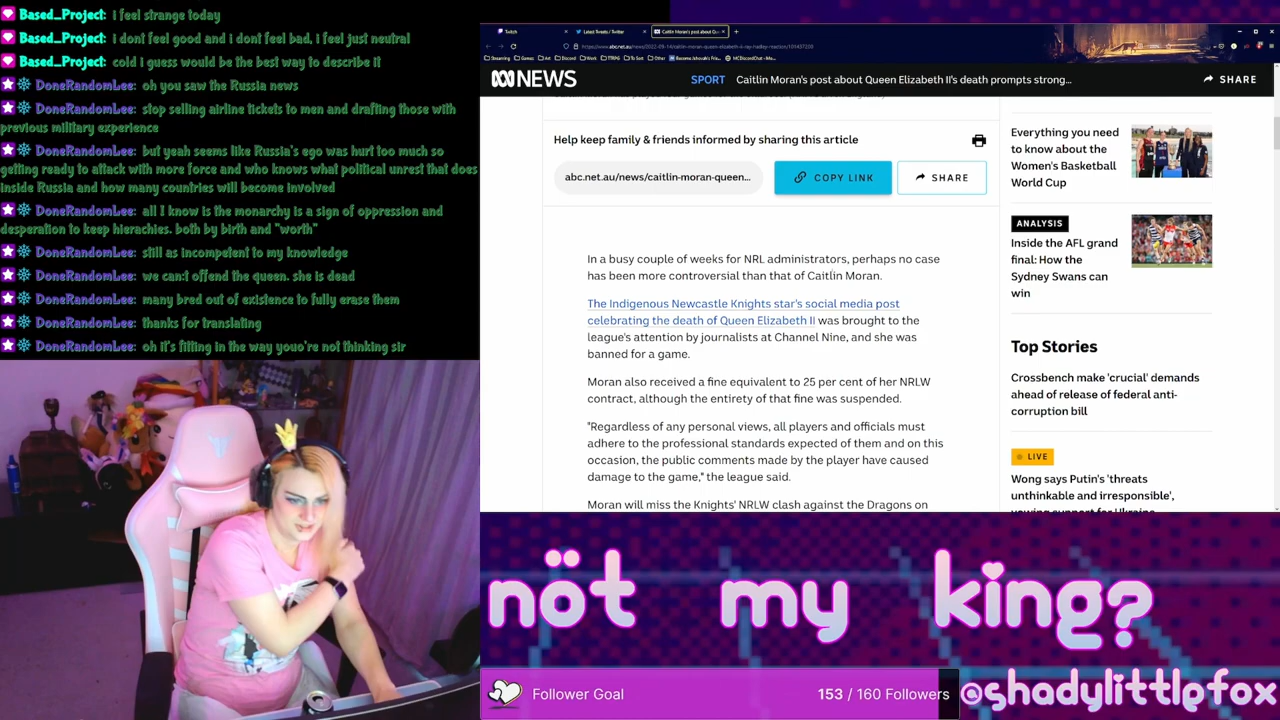 Based_Project: i feel strange today
Based_Project: i dont feel good and i dont feel bad, i feel just neutral
Based_Project: cold i guess would be the best way to describe it
DoneRandomLee: oh you saw the Russia news
DoneRandomLee: stop selling airline tickets to men and drafting those with
previous military experience
DoneRandomLee: but yeah seems like Russia's ego was hurt too much so
getting ready to attack with more force and who knows what political unrest that does
inside Russia and how many countries will become involved
DoneRandomLee: all I know is the monarchy is a sign of oppression and
desperation to keep hierachies. both by birth and "worth"
DoneRandomLee: still as incompetent to my knowledge
DoneRandomLee: we can't offend the queen. she is dead
DoneRandomLee: many bred out of existence to fully erase them
DoneRandomLee: thanks for translating
DoneRandomLee: oh it's fitting in the way youo're not thinking sir
Twitch
Latest Tweets / Twitter
Caitlin Moran's post about Qu
NEWS
SPORT Caitlin Moran's post about Queen Elizabeth II's death prompts strong...
SHARE
Help keep family & friends informed by sharing this article
abc.net.au/news/caitlin-moran-queen...
COPY LINK
SHARE
In a busy couple of weeks for NRL administrators, perhaps no case
has been more controversial than that of Caitlin Moran.
The Indigenous Newcastle Knights star's social media post
celebrating the death of Queen Elizabeth II was brought to the
league's attention by journalists at Channel Nine, and she was
banned for a game.
Moran also received a fine equivalent to 25 per cent of her NRLW
contract, although the entirety of that fine was suspended.
"Regardless of any personal views, all players and officials must
adhere to the professional standards expected of them and on this
occasion, the public comments made by the player have caused
damage to the game," the league said.
Moran will miss the Knights' NRLW clash against the Dragons on
Everything you need
to know about the
Women's Basketball
World Cup
ANALYSIS
Inside the AFL grand
final: How the
Sydney Swans can
win
Top Stories
Crossbench make 'crucial' demands
ahead of release of federal anti-
corruption bill
LIVE
Wong says Putin's 'threats
unthinkable and irresponsible',
vowing support for Ukraine
nöt my king?
Follower Goal
153 / 160 Followers
@shadylittlefox